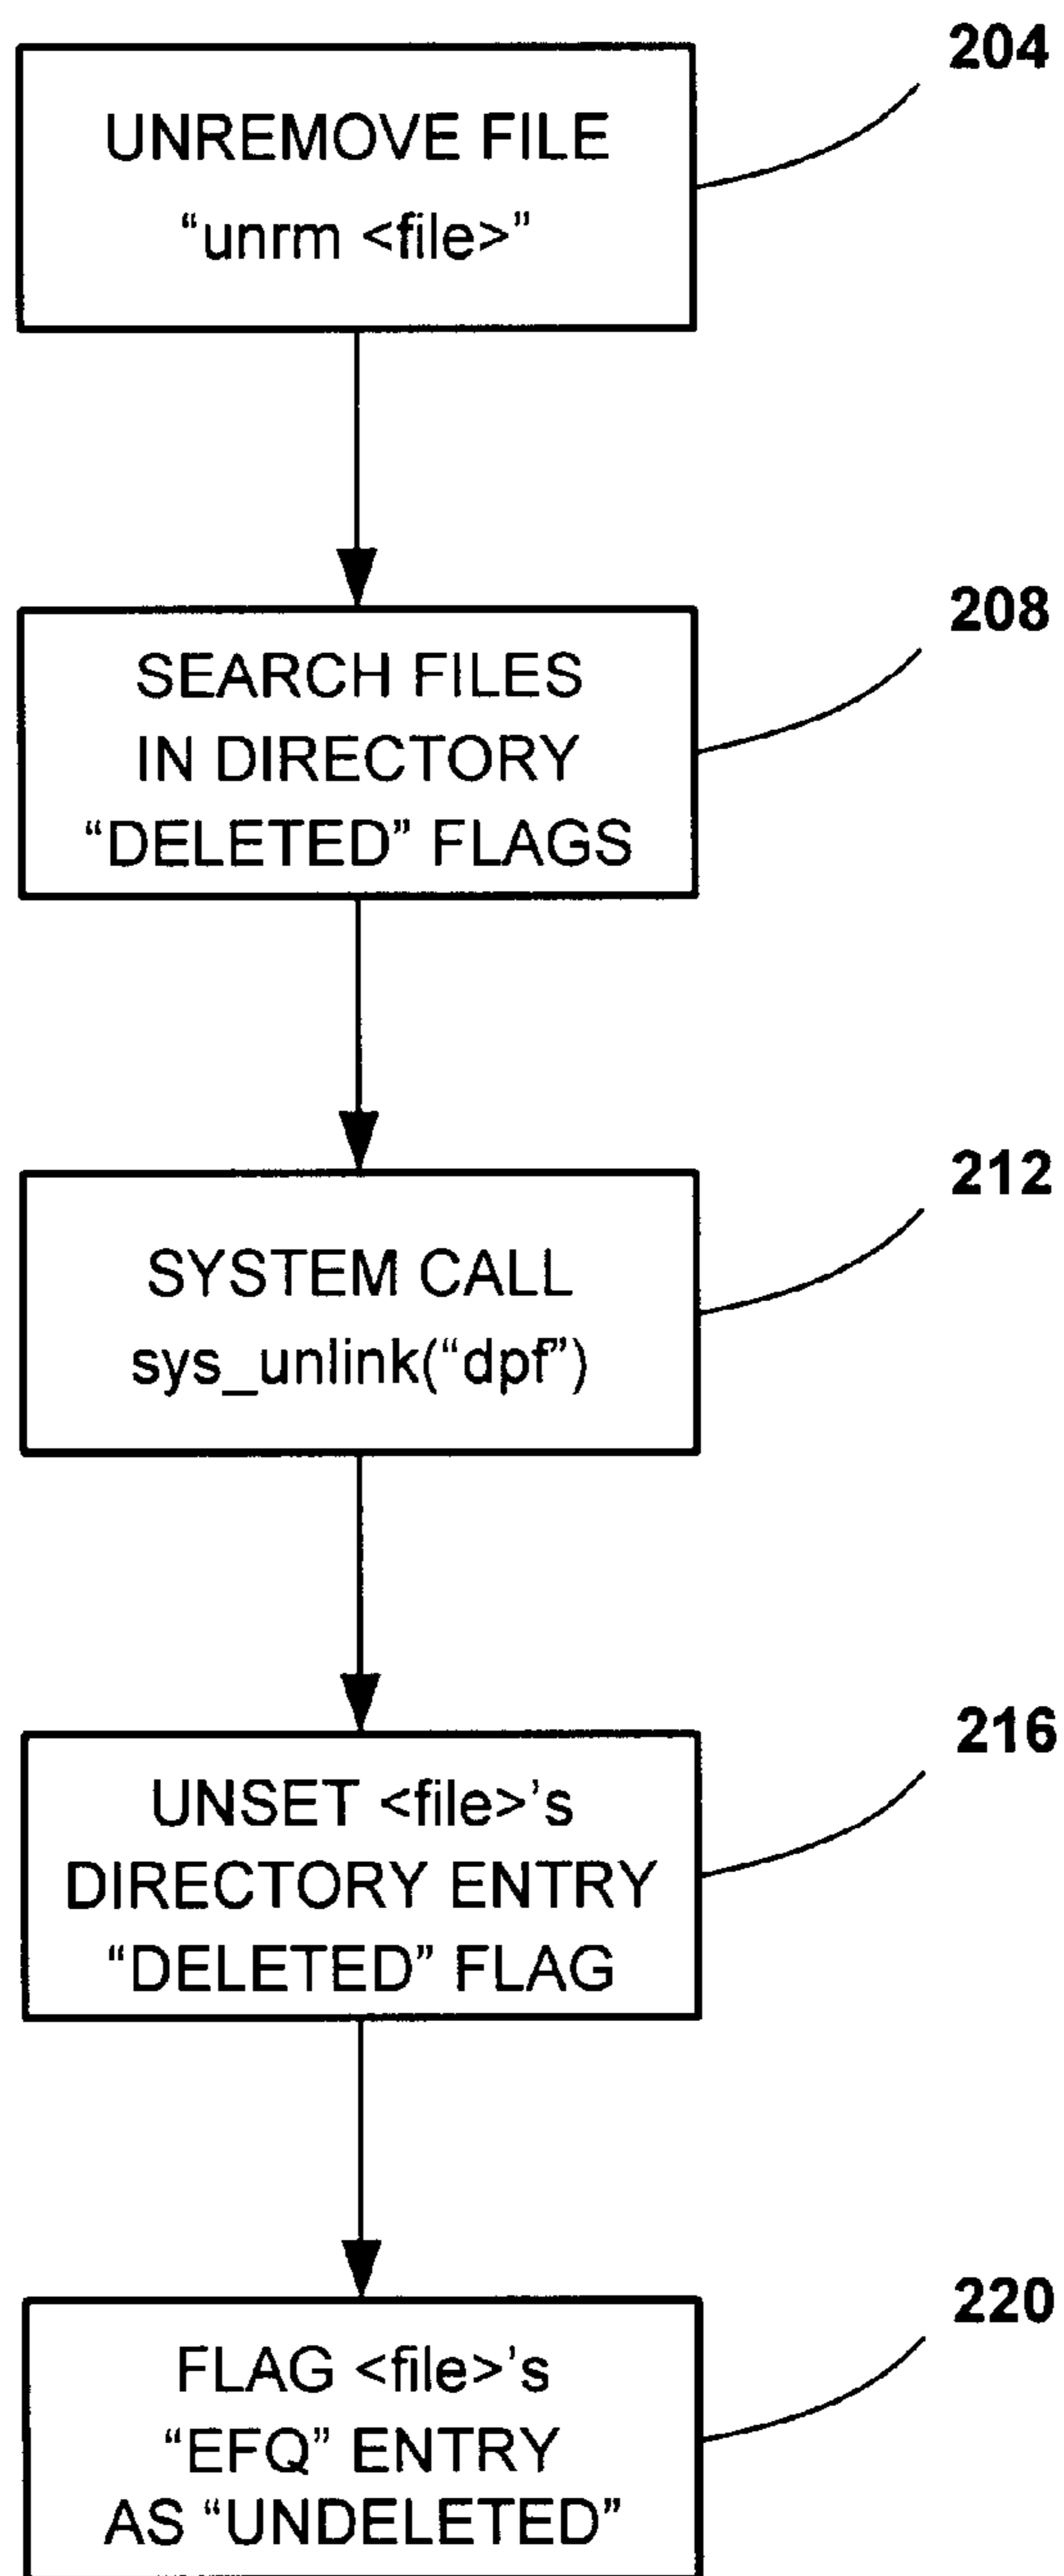 204
UNREMOVE FILE
“unrm <file>”
208
SEARCH FILES
IN DIRECTORY
“DELETED” FLAGS
212
SYSTEM CALL
sys_unlink(“dpf”)
216
UNSET <file>’s
DIRECTORY ENTRY
“DELETED” FLAG
220
FLAG <file>’s
“EFQ” ENTRY
AS “UNDELETED”